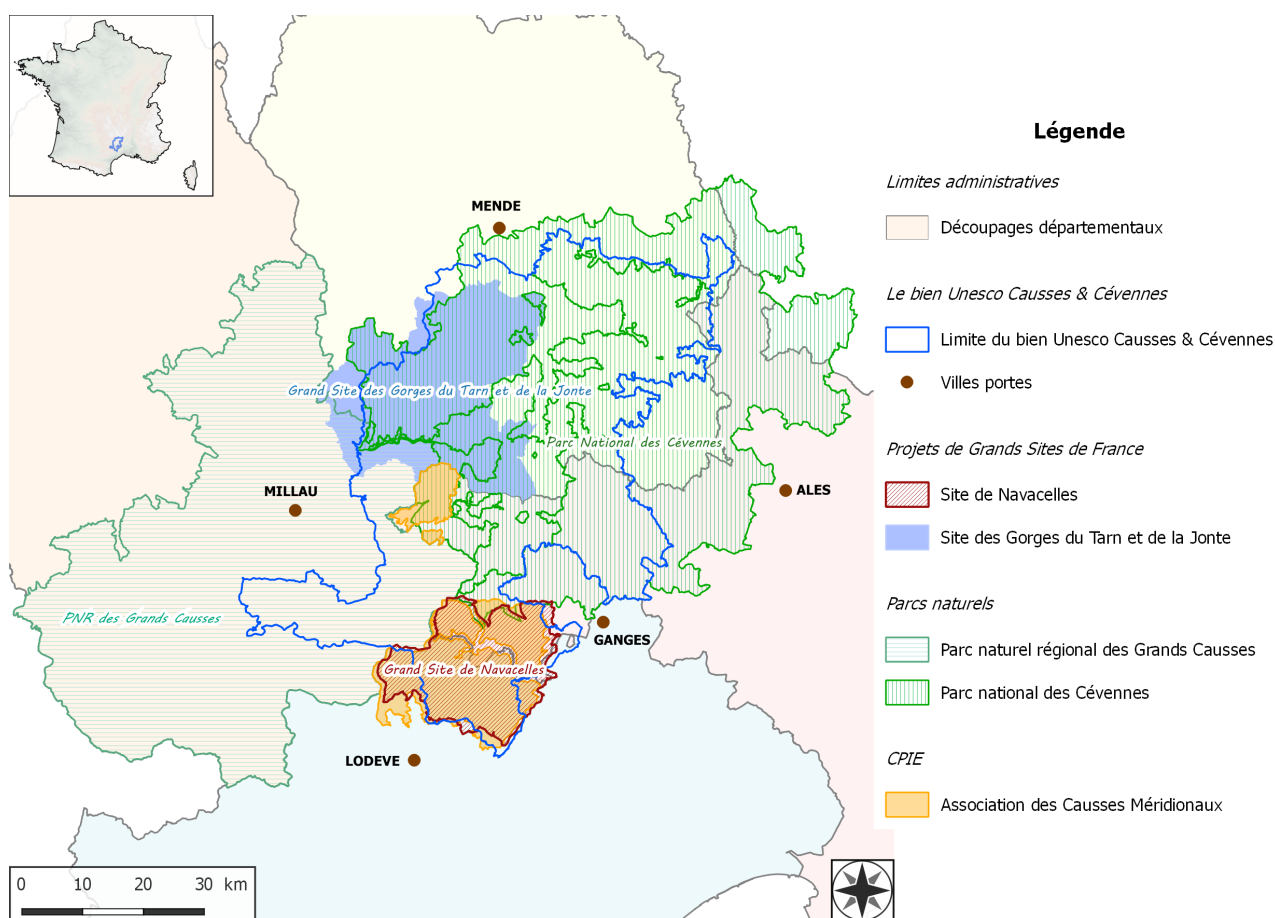 MENDE
Grand Site des Gorges du Tarn et de la Jonte
Parc National des Cévennes
MILLAU
ALES
PNR des Grands Causses
GANGES
Grand Site de Navacelles
LODEVE
0 10 20 30 km
Légende
Limites administratives
Découpages départementaux
Le bien Unesco Causses & Cévennes
Limite du bien Unesco Causses & Cévennes
Villes portes
Projets de Grands Sites de France
Site de Navacelles
Site des Gorges du Tarn et de la Jonte
Parcs naturels
Parc naturel régional des Grands Causses
Parc national des Cévennes
CPIE
Association des Causses Méridionaux